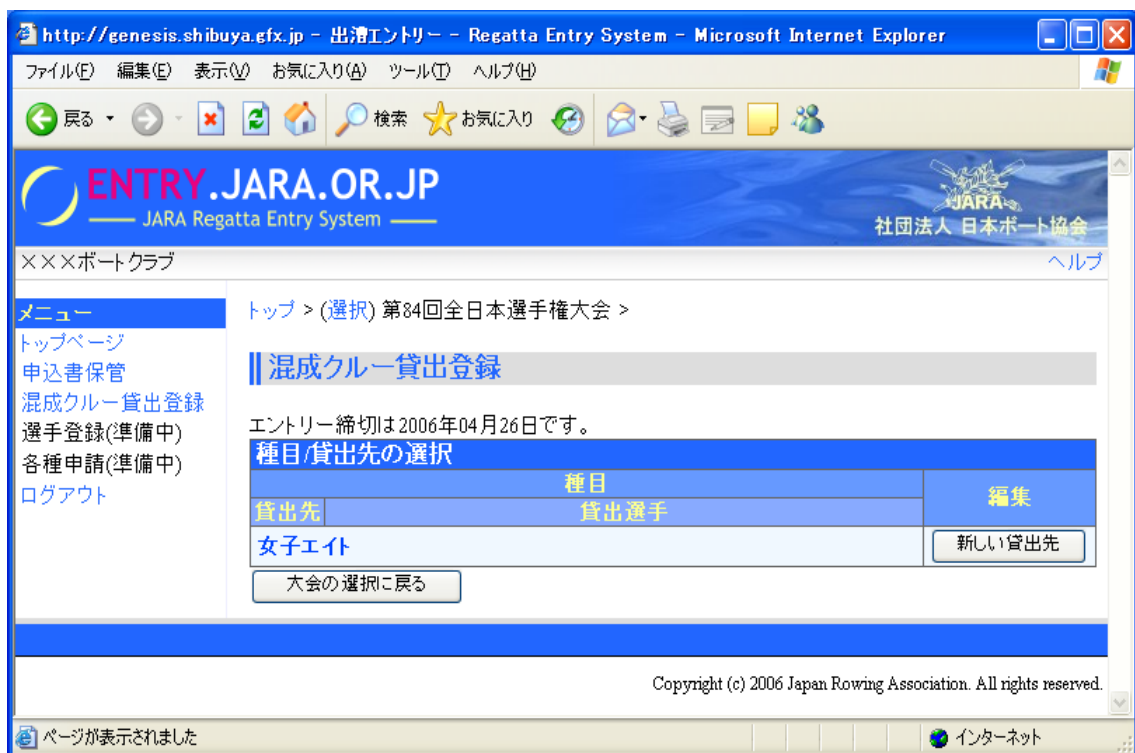 http://genesis.shibuya.gfx.jp - 出漕エントリー - Regatta Entry System - Microsoft Internet Explorer
ファイル(F) 編集(E) 表示(V) お気に入り(A) ツール(T) ヘルプ(H)
戻る 検索 お気に入り
ENTRY.JARA.OR.JP
JARA Regatta Entry System
JARA
社団法人 日本ボート協会
×××ボートクラブ ヘルプ
メニュー
トップページ
申込書保管
混成クルー貸出登録
選手登録(準備中)
各種申請(準備中)
ログアウト
トップ > (選択) 第84回全日本選手権大会 >
混成クルー貸出登録
エントリー締切は2006年04月26日です。
種目/貸出先の選択
種目 編集
貸出先 貸出選手
女子エイト 新しい貸出先
大会の選択に戻る
Copyright (c) 2006 Japan Rowing Association. All rights reserved.
ページが表示されました インターネット